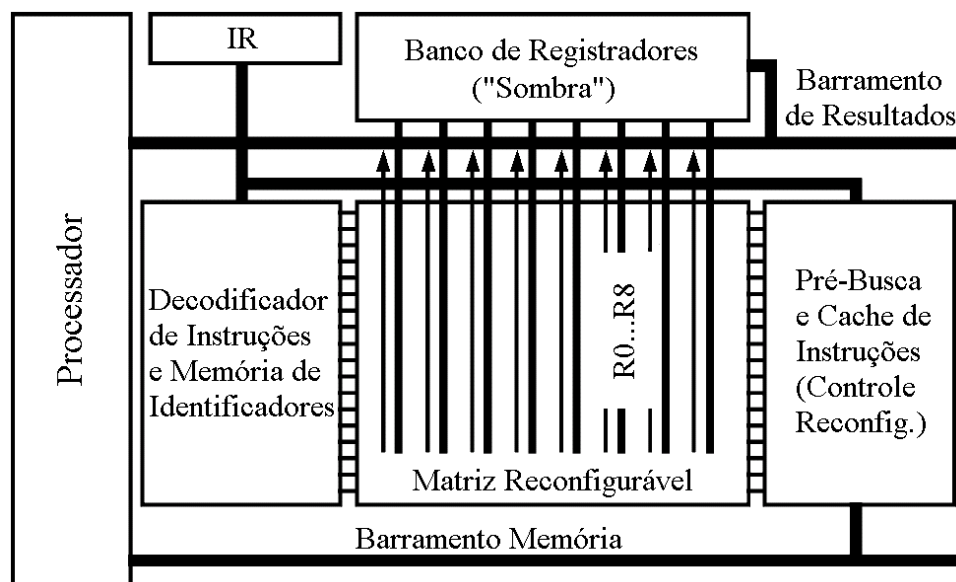 IR
Banco de Registradores
("Sombra")
Barramento
de Resultados
Processador
Decodificador
de Instruções
e Memória de
Identificadores
R0...R8
Matriz Reconfigurável
Pré-Busca
e Cache de
Instruções
(Controle
Reconfig.)
Barramento Memória